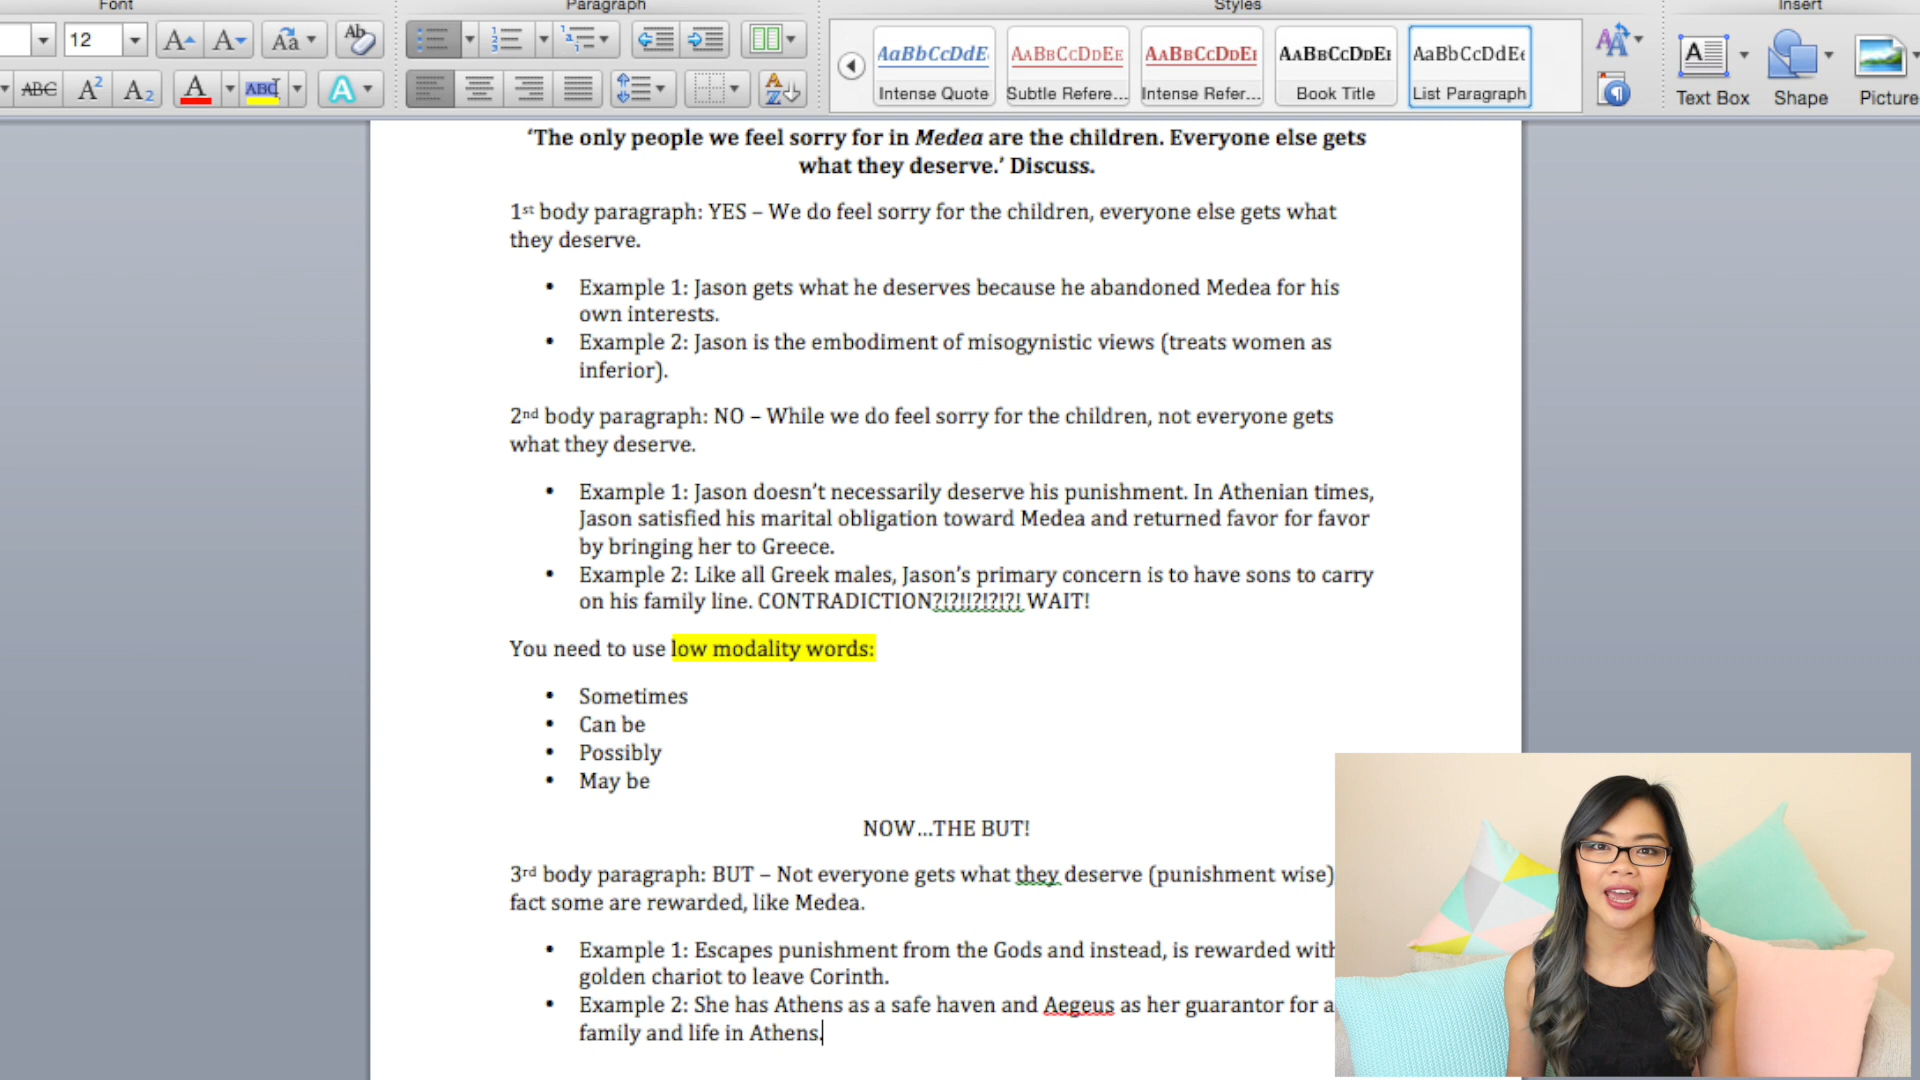 Font
Paragraph
Styles
Insert
12
Aa
Ab
AaBbCcDdE
AaBbCcDdEe
AaBbCcDdEe
AaBbCcDdEe
AaBbCcDdEe
Intense Quote
Subtle Refere...
Intense Refer...
Book Title
List Paragraph
Text Box
Shape
Picture
ABC
A2
A2
A
ABC
A
‘The only people we feel sorry for in Medea are the children. Everyone else gets
what they deserve.’ Discuss.
1st body paragraph: YES – We do feel sorry for the children, everyone else gets what
they deserve.
• Example 1: Jason gets what he deserves because he abandoned Medea for his
own interests.
• Example 2: Jason is the embodiment of misogynistic views (treats women as
inferior).
2nd body paragraph: NO – While we do feel sorry for the children, not everyone gets
what they deserve.
• Example 1: Jason doesn’t necessarily deserve his punishment. In Athenian times,
Jason satisfied his marital obligation toward Medea and returned favor for favor
by bringing her to Greece.
• Example 2: Like all Greek males, Jason’s primary concern is to have sons to carry
on his family line. CONTRADICTION?!?!!?!?!?! WAIT!
You need to use low modality words:
• Sometimes
• Can be
• Possibly
• May be
NOW…THE BUT!
3rd body paragraph: BUT – Not everyone gets what they deserve (punishment wise)
fact some are rewarded, like Medea.
• Example 1: Escapes punishment from the Gods and instead, is rewarded with
golden chariot to leave Corinth.
• Example 2: She has Athens as a safe haven and Aegeus as her guarantor for a
family and life in Athens.